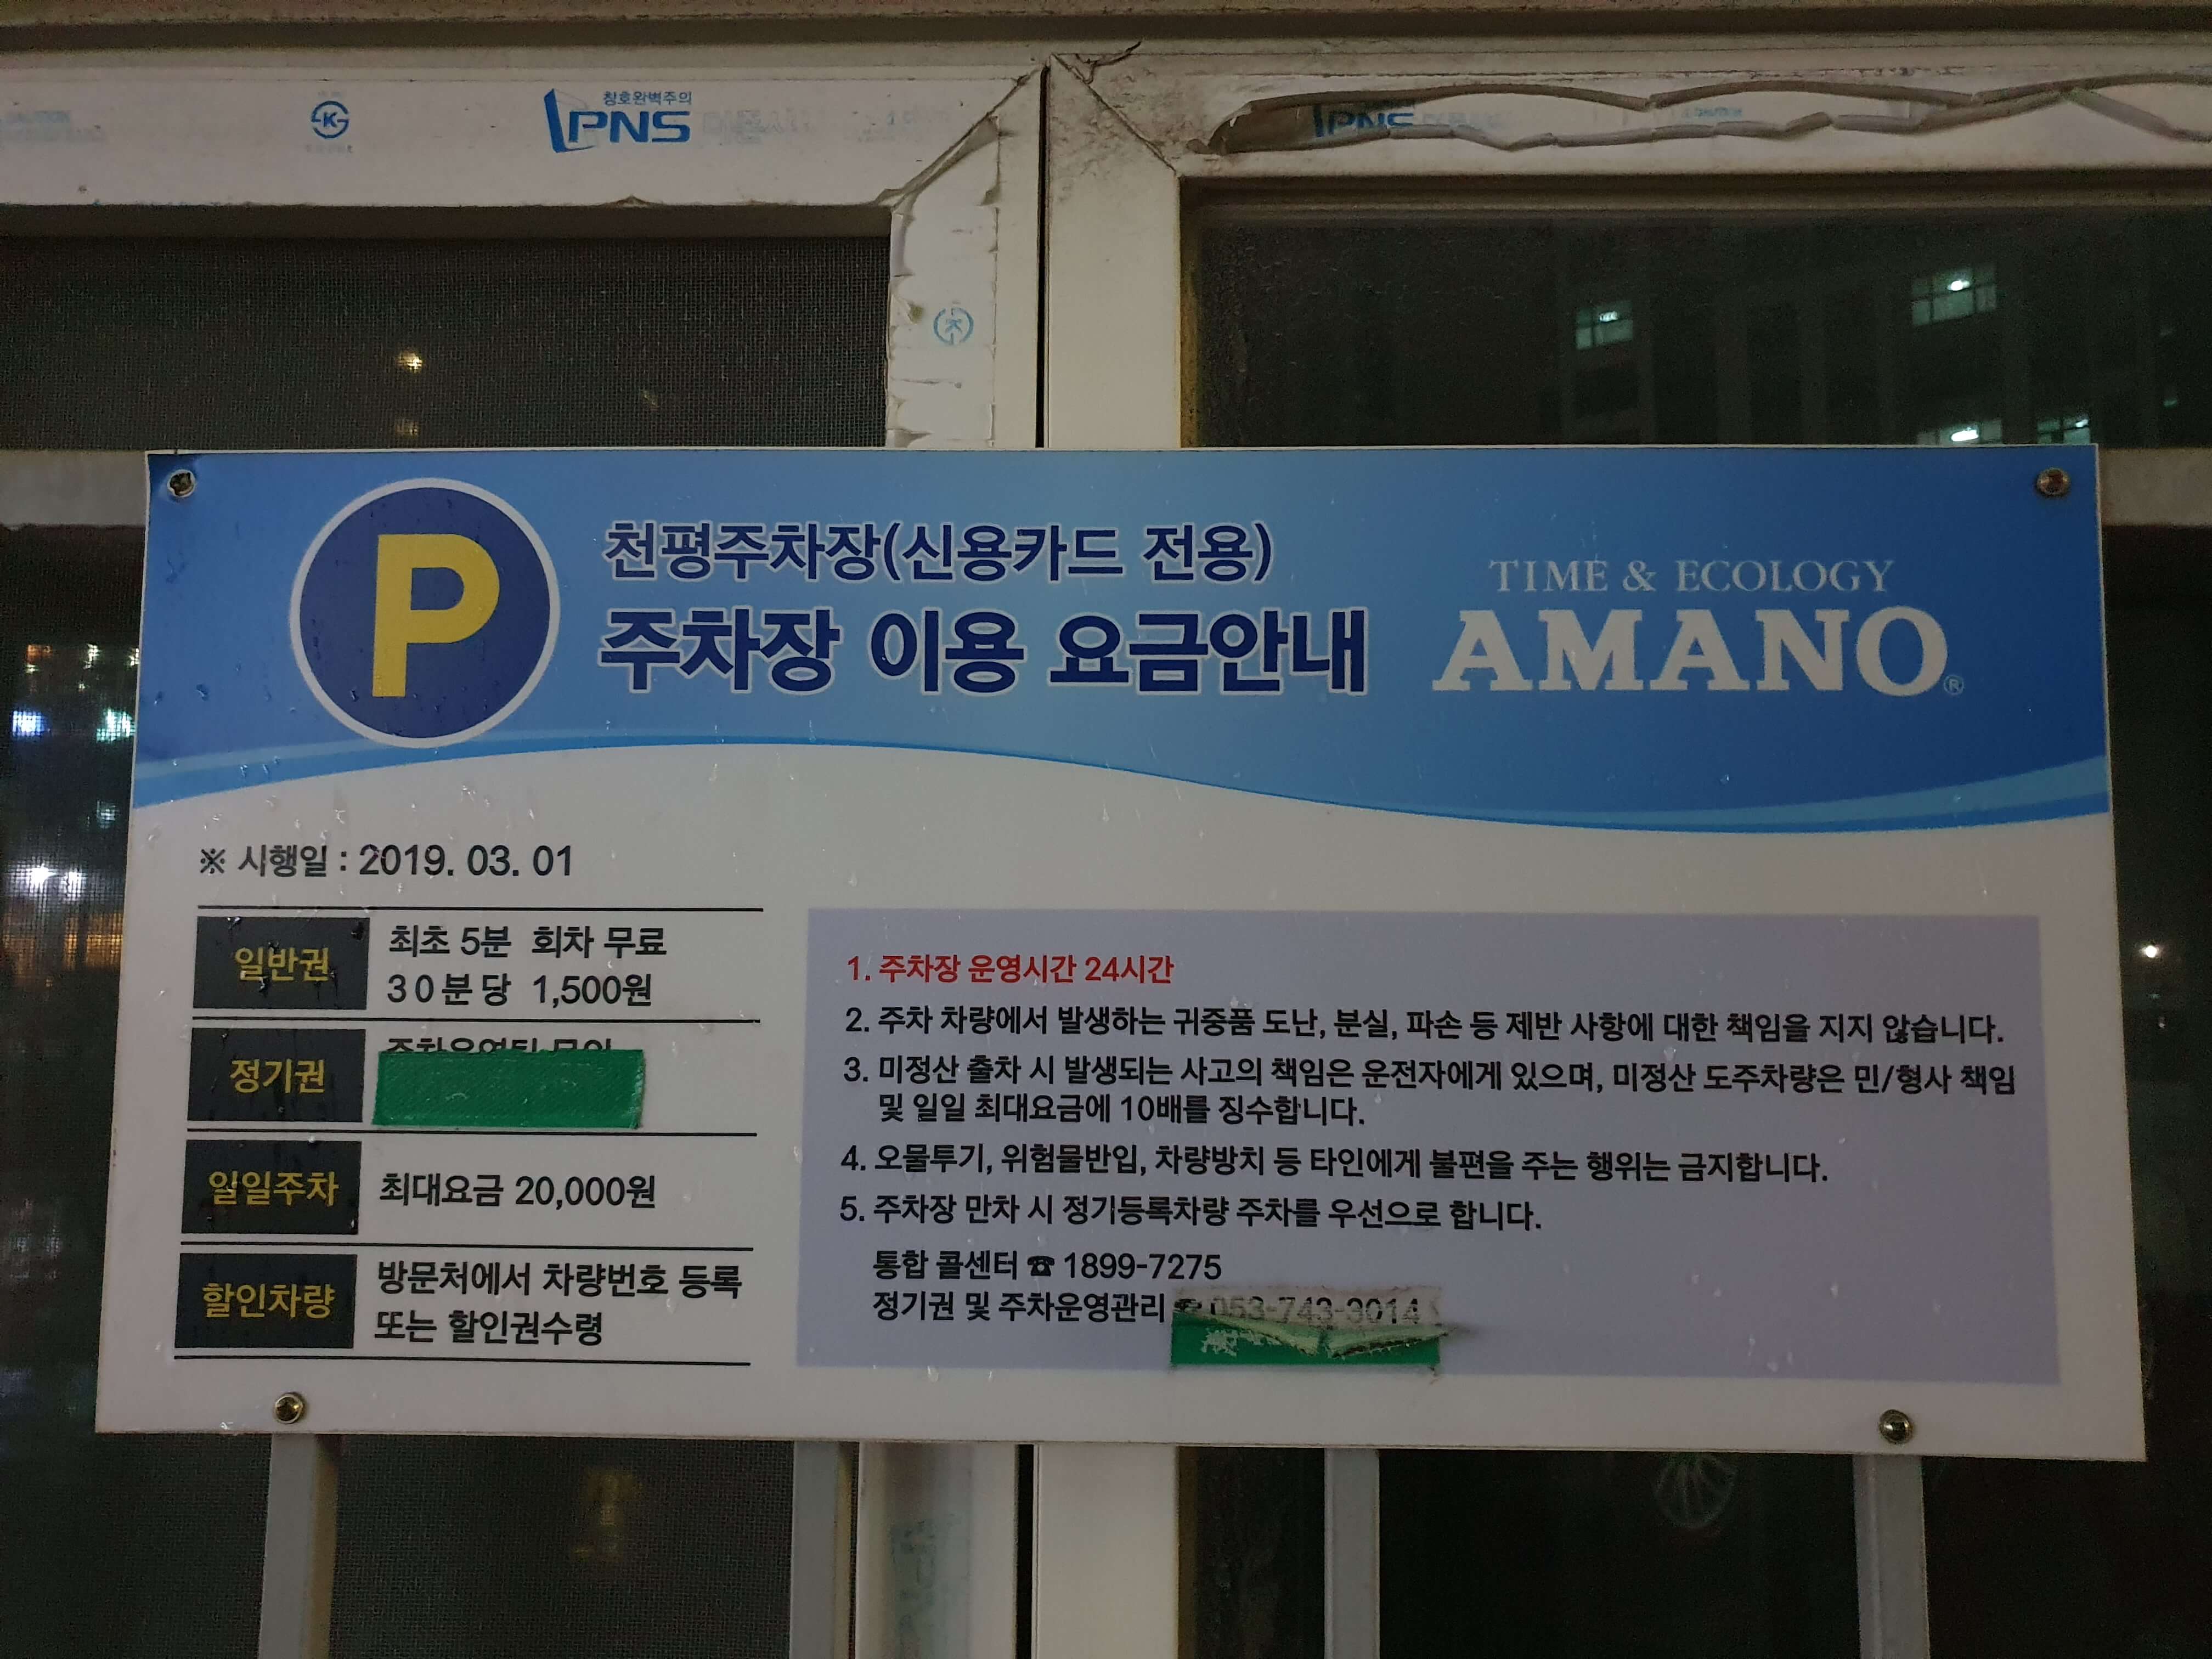 창호완벽주의
PNS
PNS
천평주차장(신용카드 전용)
주차장 이용 요금안내
TIME & ECOLOGY
AMANO®
P
※ 시행일 : 2019. 03. 01
일반권
최초 5분 회차 무료
30분당 1,500원
정기권
일일주차
최대요금 20,000원
할인차량
방문처에서 차량번호 등록
또는 할인권수령
1. 주차장 운영시간 24시간
2. 주차 차량에서 발생하는 귀중품 도난, 분실, 파손 등 제반 사항에 대한 책임을 지지 않습니다.
3. 미정산 출차 시 발생되는 사고의 책임은 운전자에게 있으며, 미정산 도주차량은 민/형사 책임
및 일일 최대요금에 10배를 징수합니다.
4. 오물투기, 위험물반입, 차량방치 등 타인에게 불편을 주는 행위는 금지합니다.
5. 주차장 만차 시 정기등록차량 주차를 우선으로 합니다.
통합 콜센터 ☎ 1899-7275
정기권 및 주차운영관리 ☎ 053-743-3014